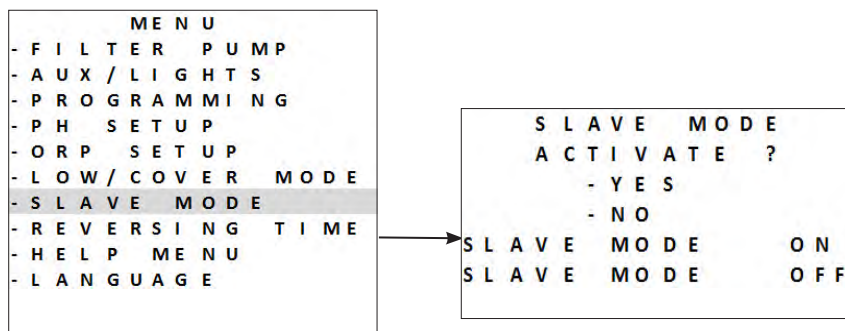 MENU
-FILTER PUMP
-AUX/LIGHTS
-PROGRAMMING
-PH SETUP
-ORP SETUP
-LOW/COVER MODE
-SLAVE MODE
-REVERSING TIME
-HELP MENU
-LANGUAGE
SLAVE MODE
ACTIVATE ?
-YES
-NO
SLAVE MODE ON
SLAVE MODE OFF